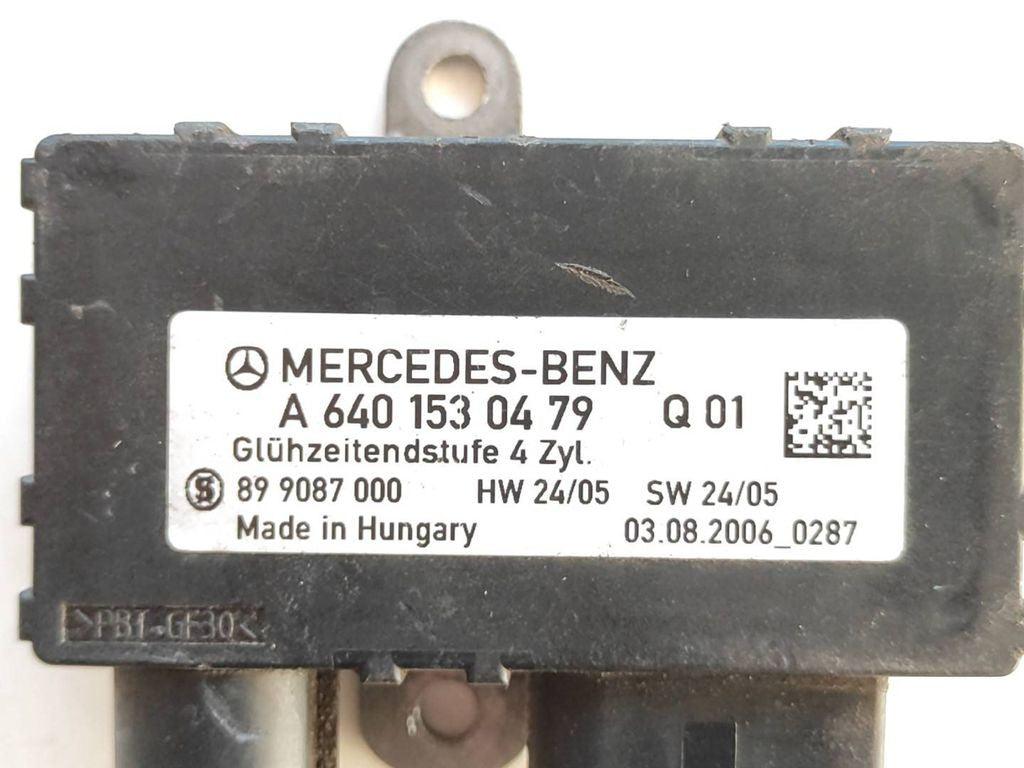 MERCEDES-BENZ
A 640 153 04 79 Q 01
Glühzeitendstufe 4 Zyl.
89 9087 000 HW 24/05 SW 24/05
Made in Hungary 03.08.2006_0287
>PBT-GF30<